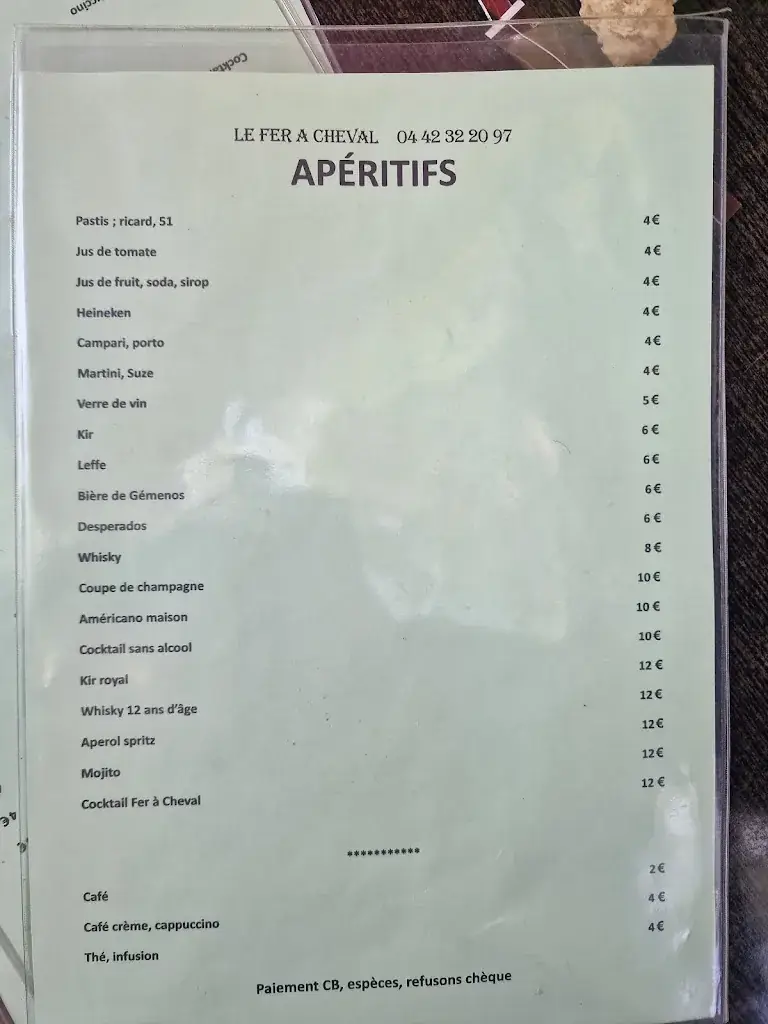 LE FER A CHEVAL 04 42 32 20 97
APÉRITIFS
Pastis ; ricard, 51 4€
Jus de tomate 4€
Jus de fruit, soda, sirop 4€
Heineken 4€
Campari, porto 4€
Martini, Suze 4€
Verre de vin 5€
Kir 6€
Leffe 6€
Bière de Gémenos 6€
Desperados 6€
Whisky 8€
Coupe de champagne 10€
Américano maison 10€
Cocktail sans alcool 10€
Kir royal 12€
Whisky 12 ans d'âge 12€
Aperol spritz 12€
Mojito 12€
Cocktail Fer à Cheval 12€
***********
Café 2€
Café crème, cappuccino 4€
Thé, infusion 4€
Paiement CB, espèces, refusons chèque